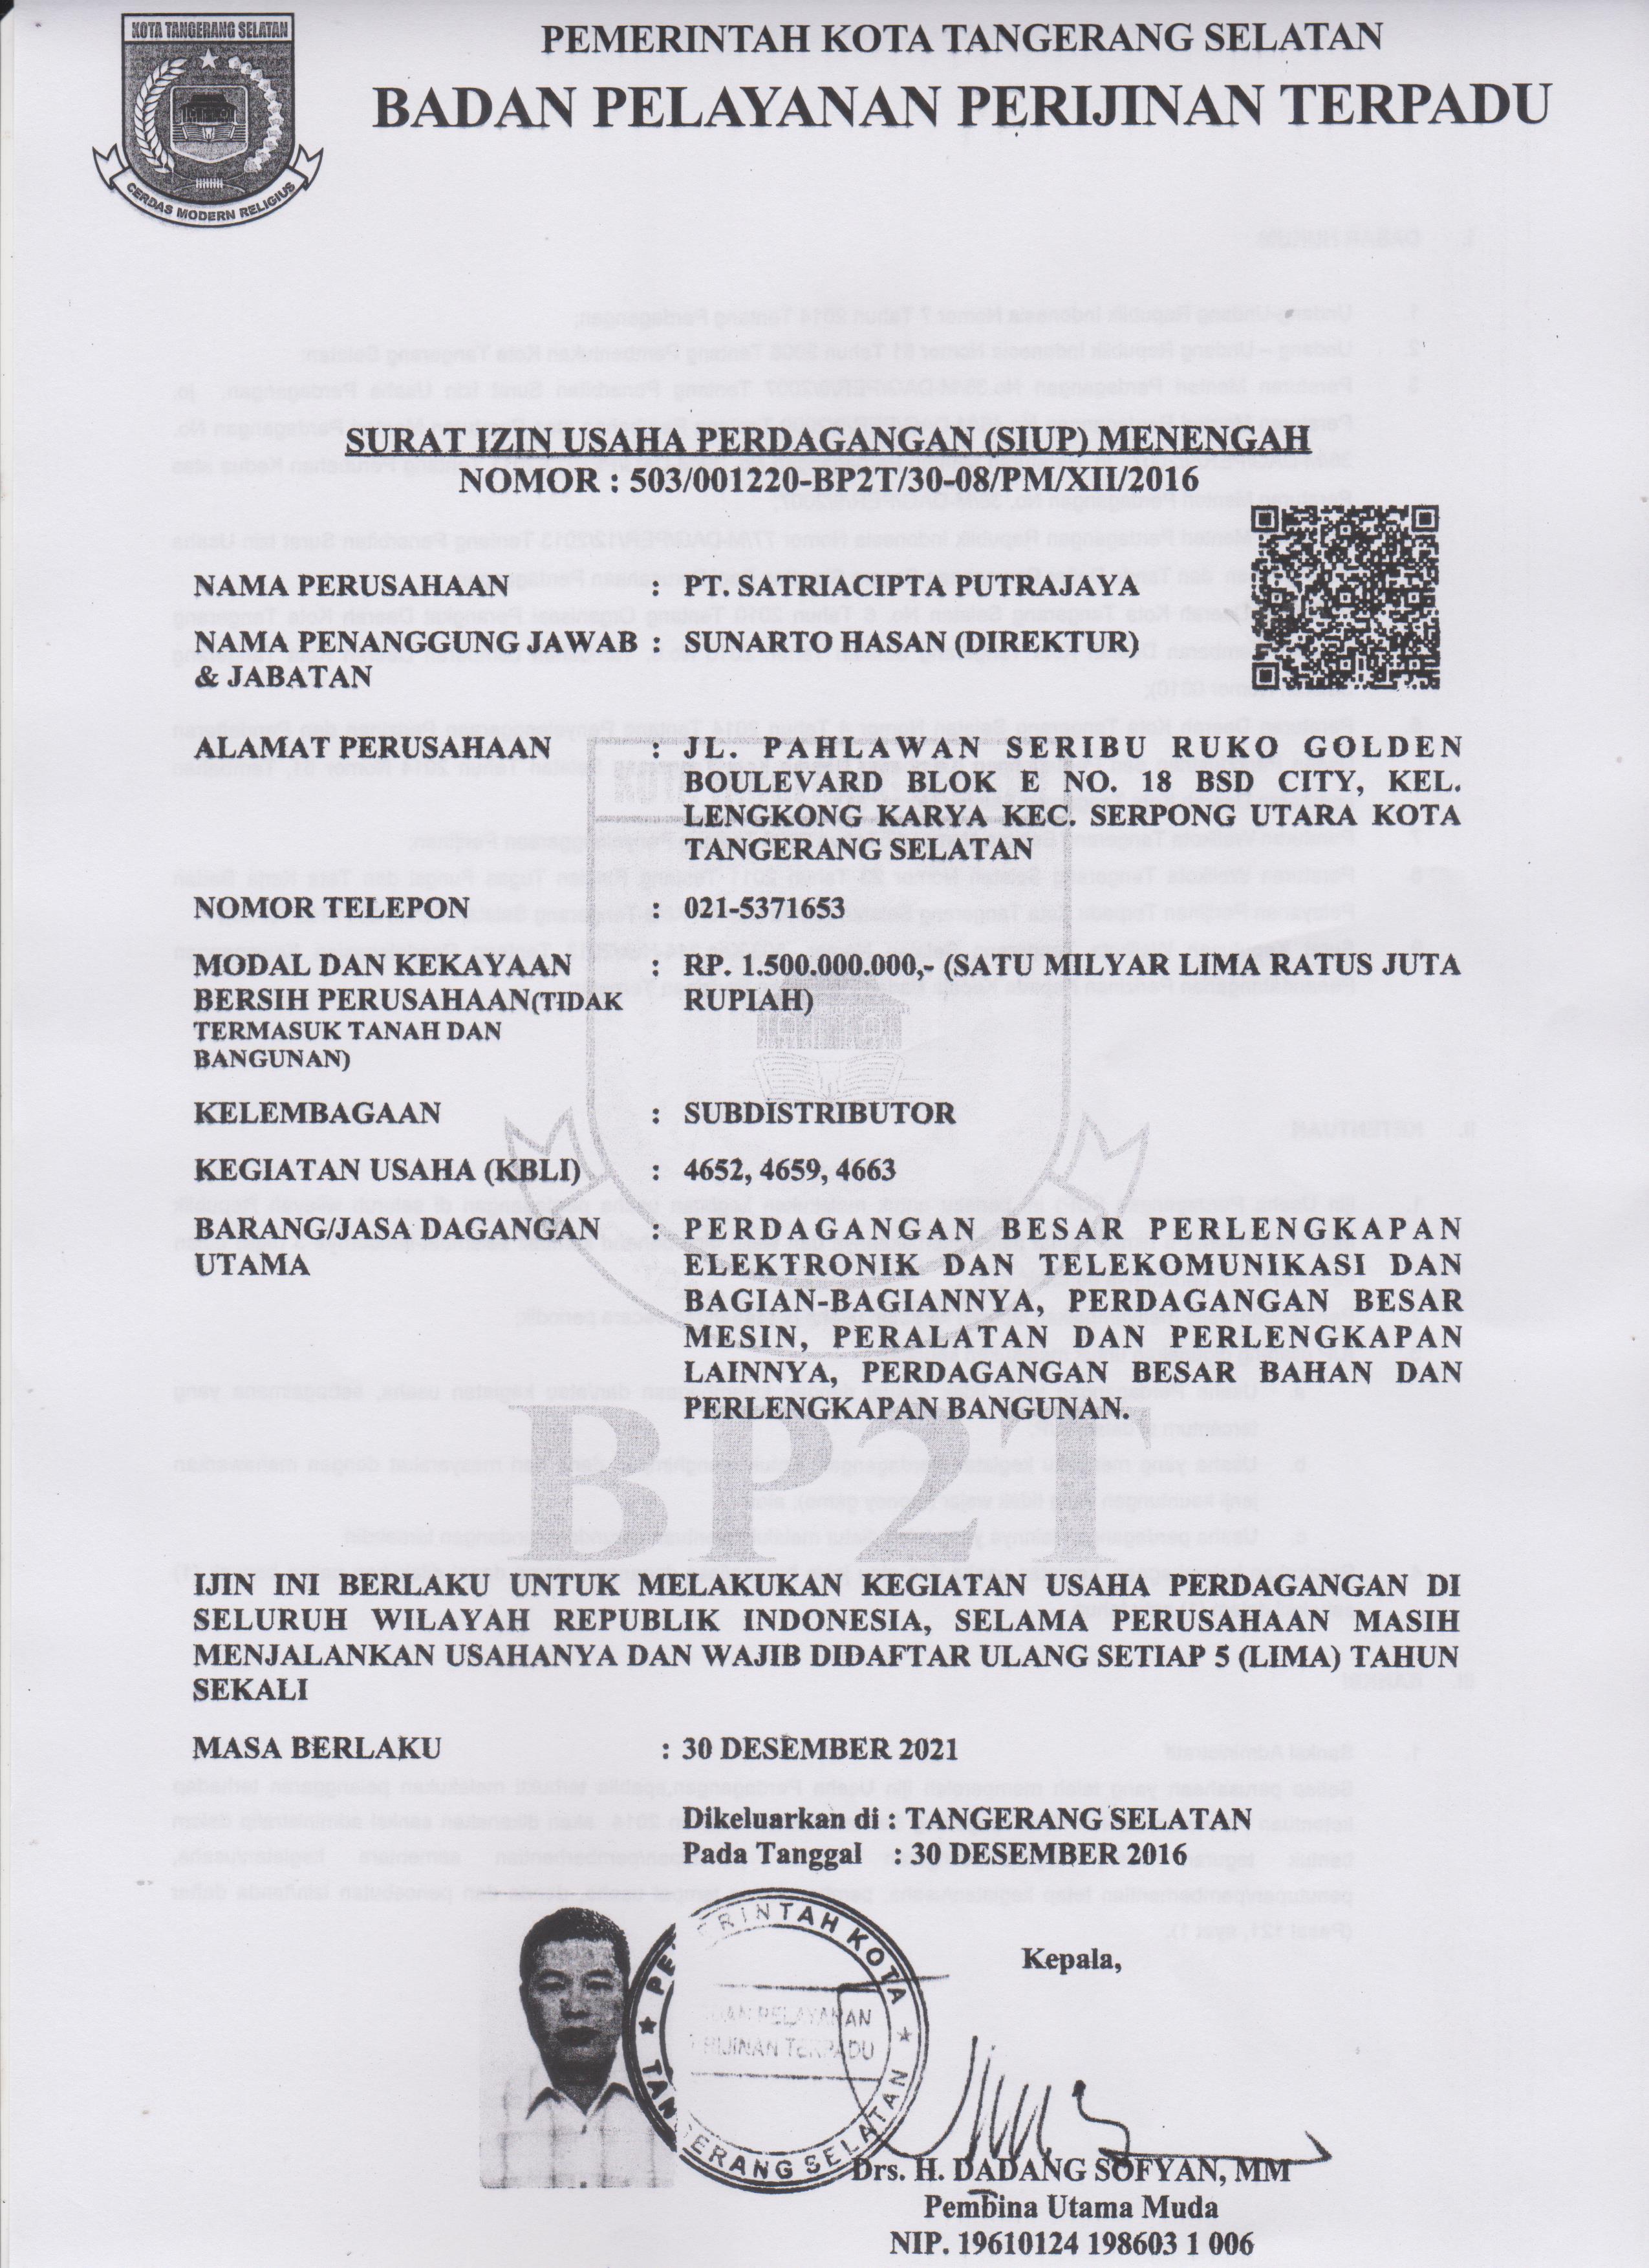 KOTA TANGERANG SELATAN
CERDAS MODERN RELIGIUS
PEMERINTAH KOTA TANGERANG SELATAN
BADAN PELAYANAN PERIJINAN TERPADU
SURAT IZIN USAHA PERDAGANGAN (SIUP) MENENGAH
NOMOR : 503/001220-BP2T/30-08/PM/XII/2016
NAMA PERUSAHAAN : PT. SATRIACIPTA PUTRAJAYA
NAMA PENANGGUNG JAWAB : SUNARTO HASAN (DIREKTUR)
& JABATAN
ALAMAT PERUSAHAAN : JL. PAHLAWAN SERIBU RUKO GOLDEN
BOULEVARD BLOK E NO. 18 BSD CITY, KEL.
LENGKONG KARYA KEC. SERPONG UTARA KOTA
TANGERANG SELATAN
NOMOR TELEPON : 021-5371653
MODAL DAN KEKAYAAN : RP. 1.500.000.000,- (SATU MILYAR LIMA RATUS JUTA
BERSIH PERUSAHAAN(TIDAK RUPIAH)
TERMASUK TANAH DAN
BANGUNAN)
KELEMBAGAAN : SUBDISTRIBUTOR
KEGIATAN USAHA (KBLI) : 4652, 4659, 4663
BARANG/JASA DAGANGAN : PERDAGANGAN BESAR PERLENGKAPAN
UTAMA ELEKTRONIK DAN TELEKOMUNIKASI DAN
BAGIAN-BAGIANNYA, PERDAGANGAN BESAR
MESIN, PERALATAN DAN PERLENGKAPAN
LAINNYA, PERDAGANGAN BESAR BAHAN DAN
PERLENGKAPAN BANGUNAN.
BP2T
IJIN INI BERLAKU UNTUK MELAKUKAN KEGIATAN USAHA PERDAGANGAN DI
SELURUH WILAYAH REPUBLIK INDONESIA, SELAMA PERUSAHAAN MASIH
MENJALANKAN USAHANYA DAN WAJIB DIDAFTAR ULANG SETIAP 5 (LIMA) TAHUN
SEKALI
MASA BERLAKU : 30 DESEMBER 2021
Dikeluarkan di : TANGERANG SELATAN
Pada Tanggal : 30 DESEMBER 2016
Kepala,
KOTA
PELAYANAN
TERPADU
SELATAN
Drs. H. DADANG SOFYAN, MM
Pembina Utama Muda
NIP. 19610124 198603 1 006